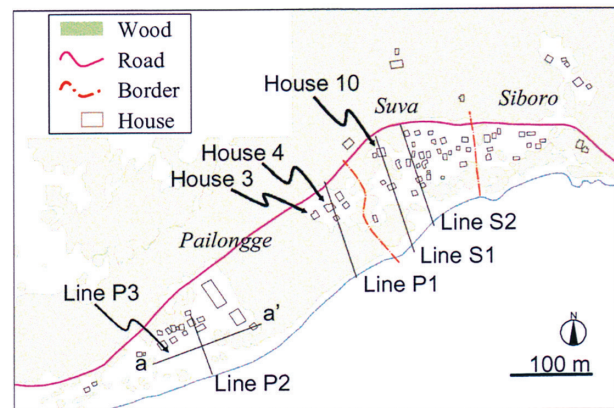 Wood
Road
Border
House
House 10
Suva
Siboro
House 4
House 3
Pailongge
Line S2
Line S1
Line P3
a'
Line P1
a
Line P2
N
100 m